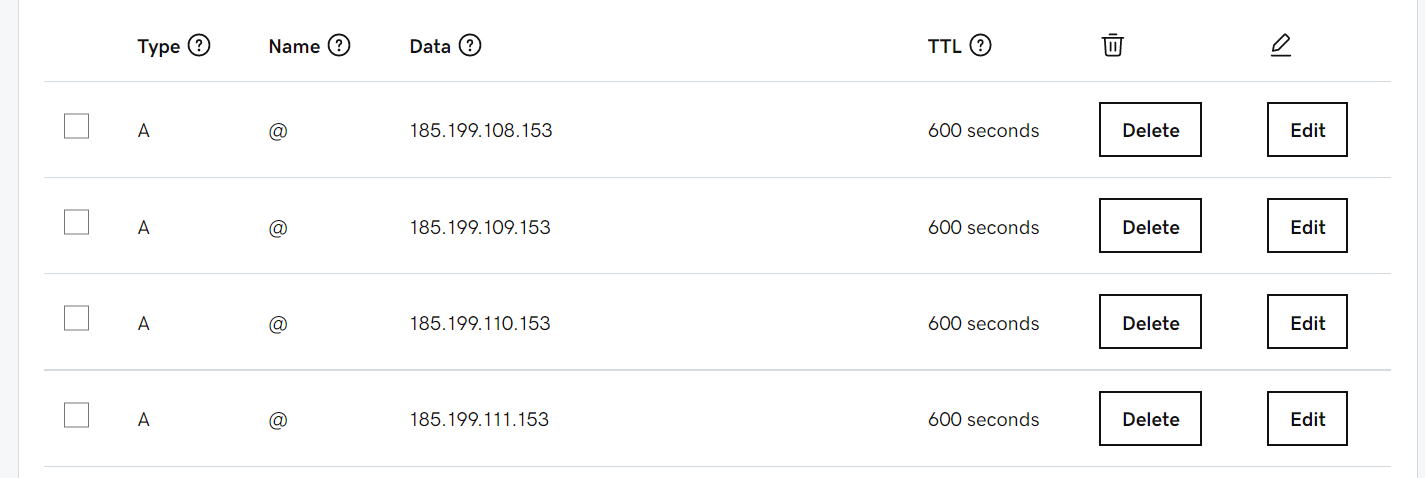 Type Name Data TTL
A @ 185.199.108.153 600 seconds Delete Edit
A @ 185.199.109.153 600 seconds Delete Edit
A @ 185.199.110.153 600 seconds Delete Edit
A @ 185.199.111.153 600 seconds Delete Edit